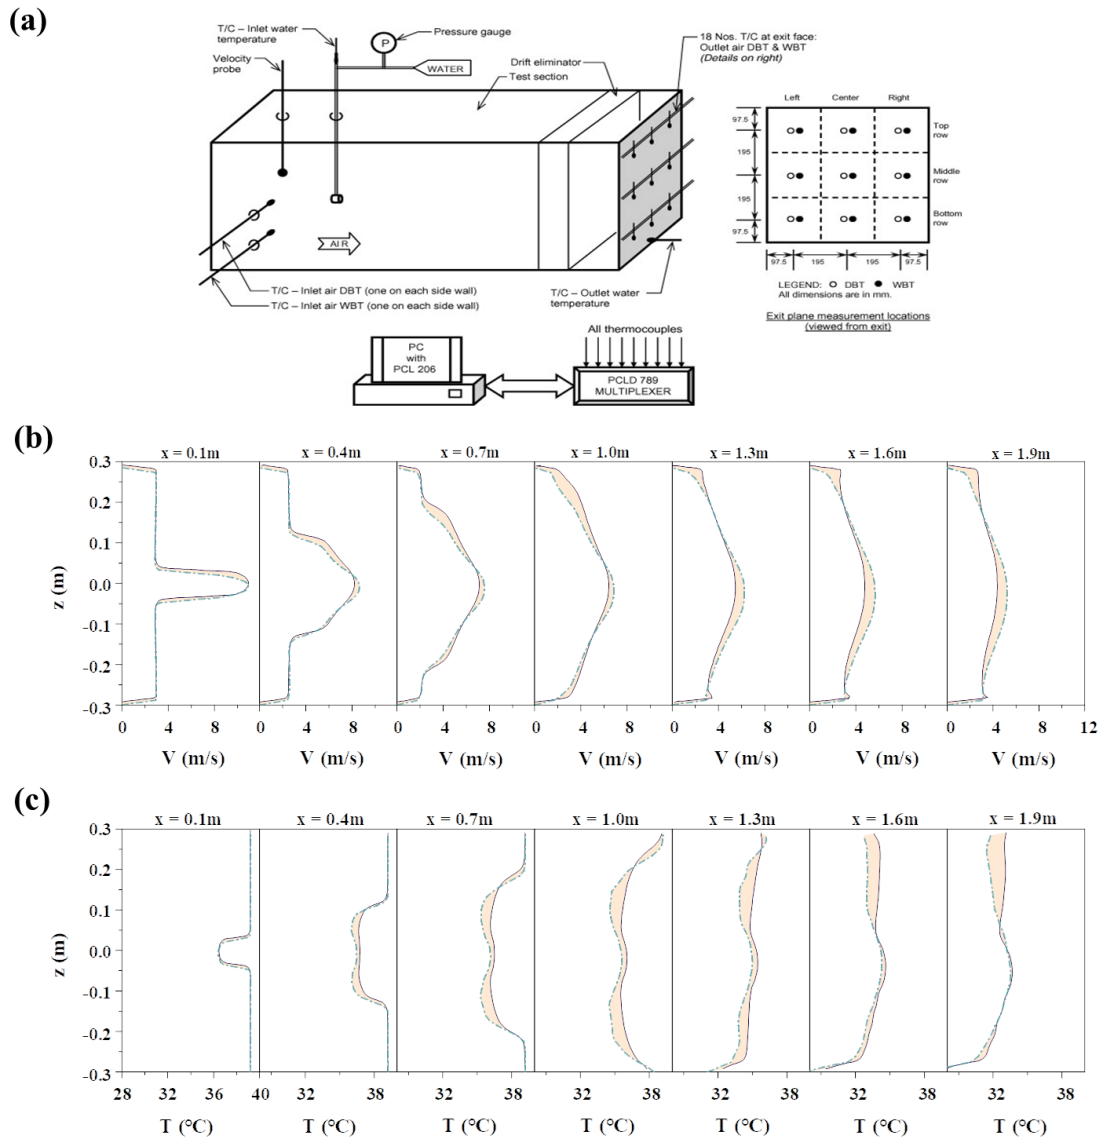 (a)
T/C – Inlet water
temperature
Velocity
probe
P
Pressure gauge
WATER
Drift eliminator
Test section
18 Nos. T/C at exit face:
Outlet air DBT & WBT
(Details on right)
AIR
T/C – Inlet air DBT (one on each side wall)
T/C – Inlet air WBT (one on each side wall)
T/C – Outlet water
temperature
Left Center Right
97.5
Top
row
195
Middle
row
195
Bottom
row
97.5
97.5 195 195 97.5
LEGEND: DBT WBT
All dimensions are in mm.
Exit plane measurement locations
(viewed from exit)
All thermocouples
PC
with
PCL 206
PCLD 789
MULTIPLEXER
(b)
x = 0.1m x = 0.4m x = 0.7m x = 1.0m x = 1.3m x = 1.6m x = 1.9m
0.3
0.2
0.1
0.0
-0.1
-0.2
-0.3
z (m)
0 4 8 0 4 8 0 4 8 0 4 8 0 4 8 0 4 8 0 4 8 12
V (m/s) V (m/s) V (m/s) V (m/s) V (m/s) V (m/s) V (m/s)
(c)
x = 0.1m x = 0.4m x = 0.7m x = 1.0m x = 1.3m x = 1.6m x = 1.9m
0.3
0.2
0.1
0.0
-0.1
-0.2
-0.3
z (m)
28 32 36 40 38 32 38 32 38 32 38 32 38 32 38
T (°C) T (°C) T (°C) T (°C) T (°C) T (°C) T (°C)